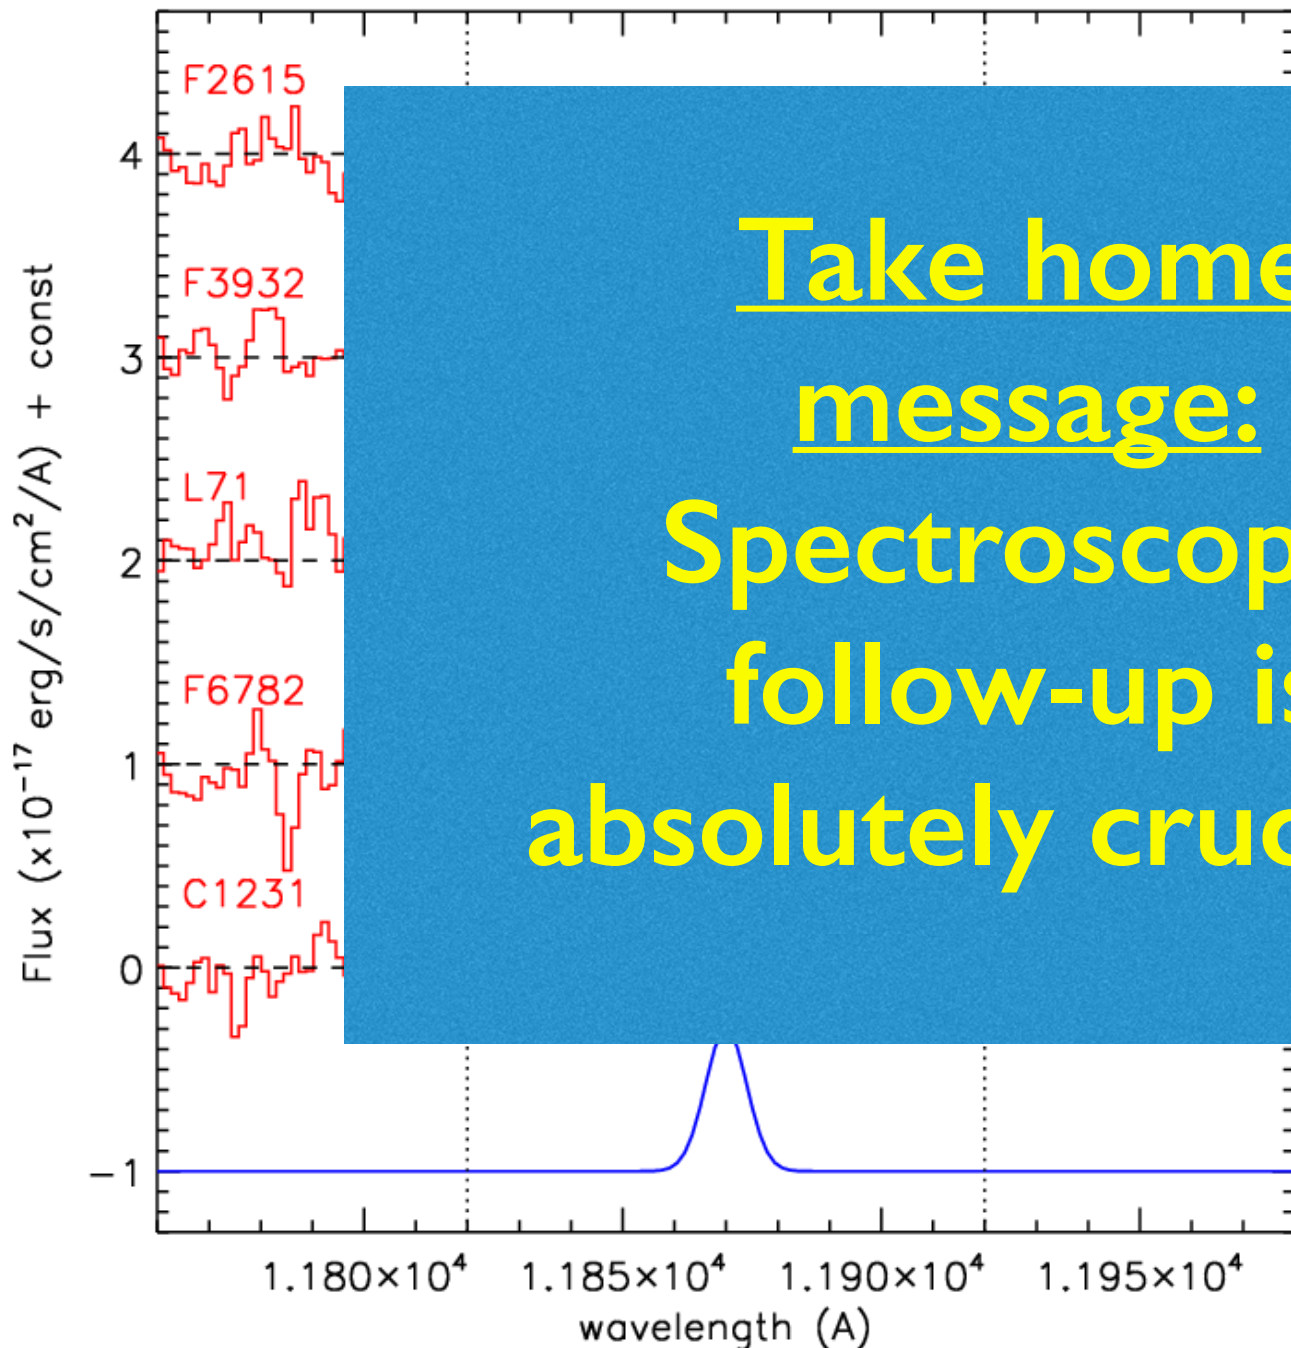 F2615
4
F3932
3
L71
2
F6782
1
C1231
0
−1
Flux (x10⁻¹⁷ erg/s/cm²/A) + const
Take home
message:
Spectroscop
follow-up is
absolutely cruc
1.180×10⁴ 1.185×10⁴ 1.190×10⁴ 1.195×10⁴
wavelength (A)